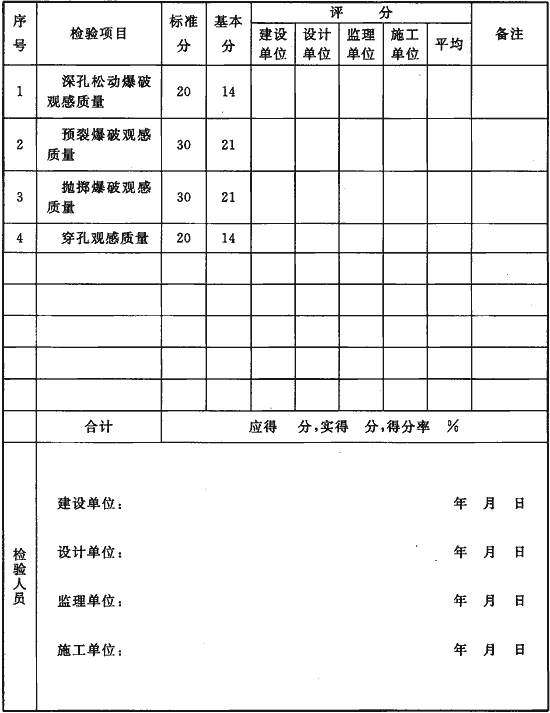 序号 检验项目 标准分 基本分 评 分 备注
建设单位 设计单位 监理单位 施工单位 平均
1 深孔松动爆破观感质量 20 14
2 预裂爆破观感质量 30 21
3 抛掷爆破观感质量 30 21
4 穿孔观感质量 20 14
合计 应得 分,实得 分,得分率 %
检验人员
建设单位: 年 月 日
设计单位: 年 月 日
监理单位: 年 月 日
施工单位: 年 月 日